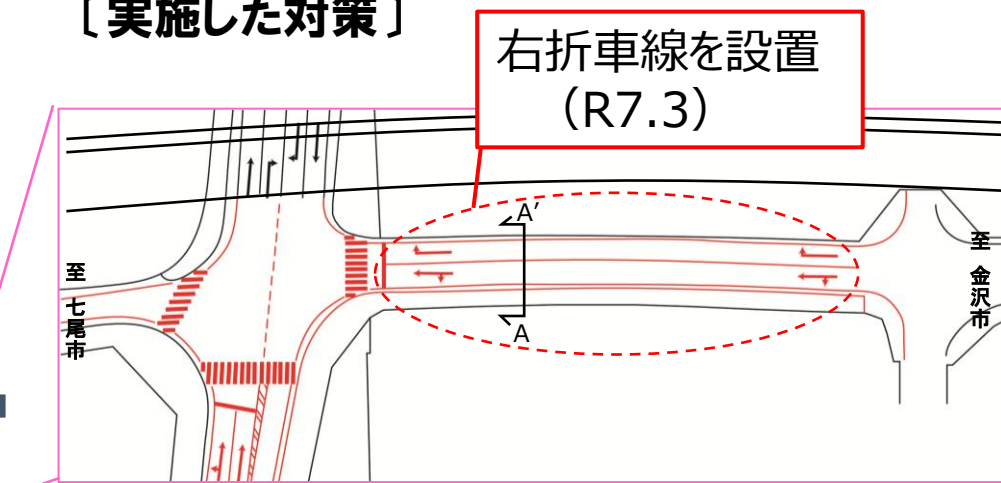 ［実施した対策］
右折車線を設置
（R7.3）
A′
A
至 七尾市
至 金沢市